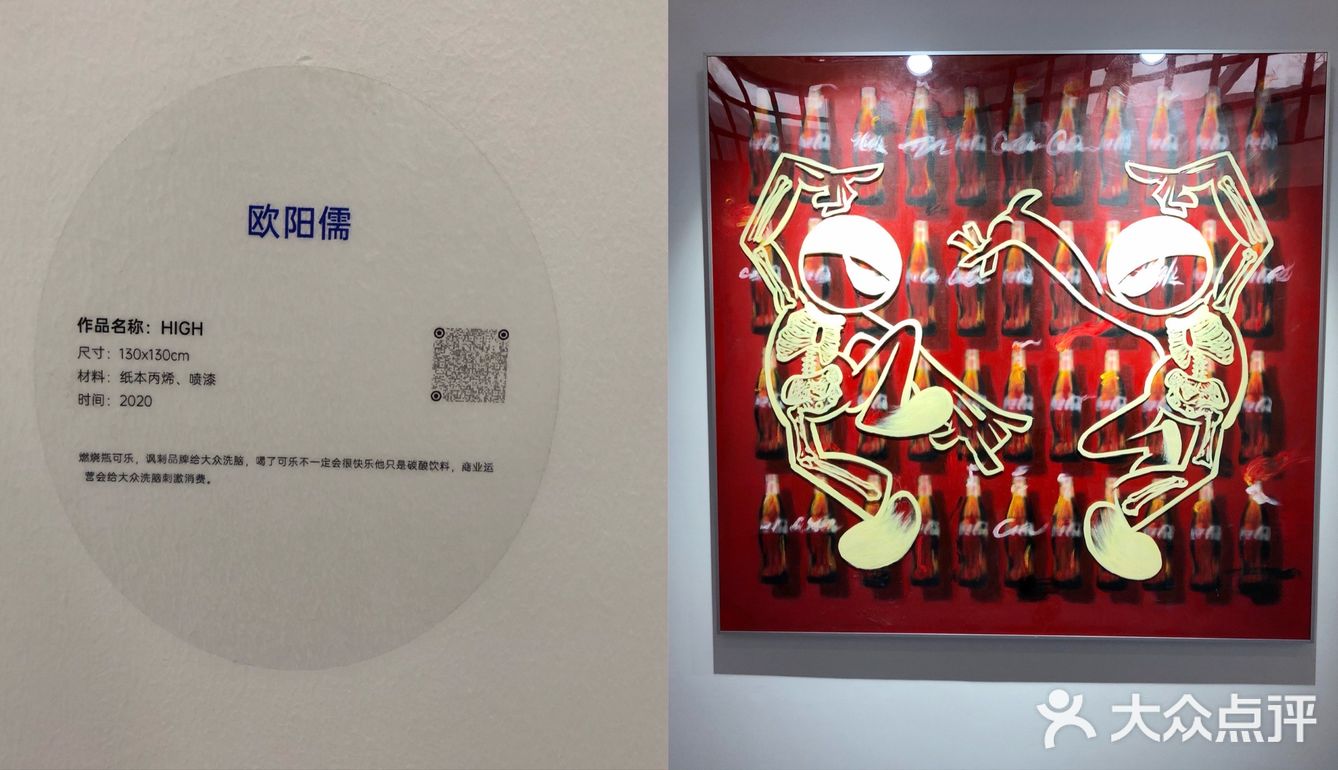 欧阳儒
作品名称：HIGH
尺寸：130x130cm
材料：纸本丙烯、喷漆
时间：2020
燃烧瓶可乐，讽刺品牌给大众洗脑，喝了可乐不一定会很快乐他只是碳酸饮料，商业运
营会给大众洗脑刺激消费。
大众点评